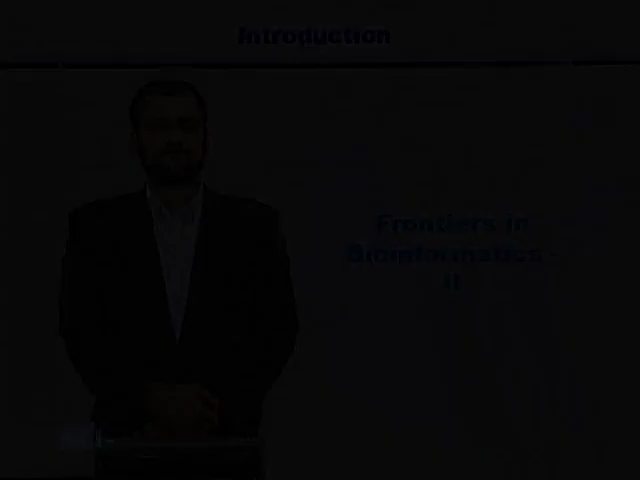 Introduction
Frontiers in
Bioinformatics -
II